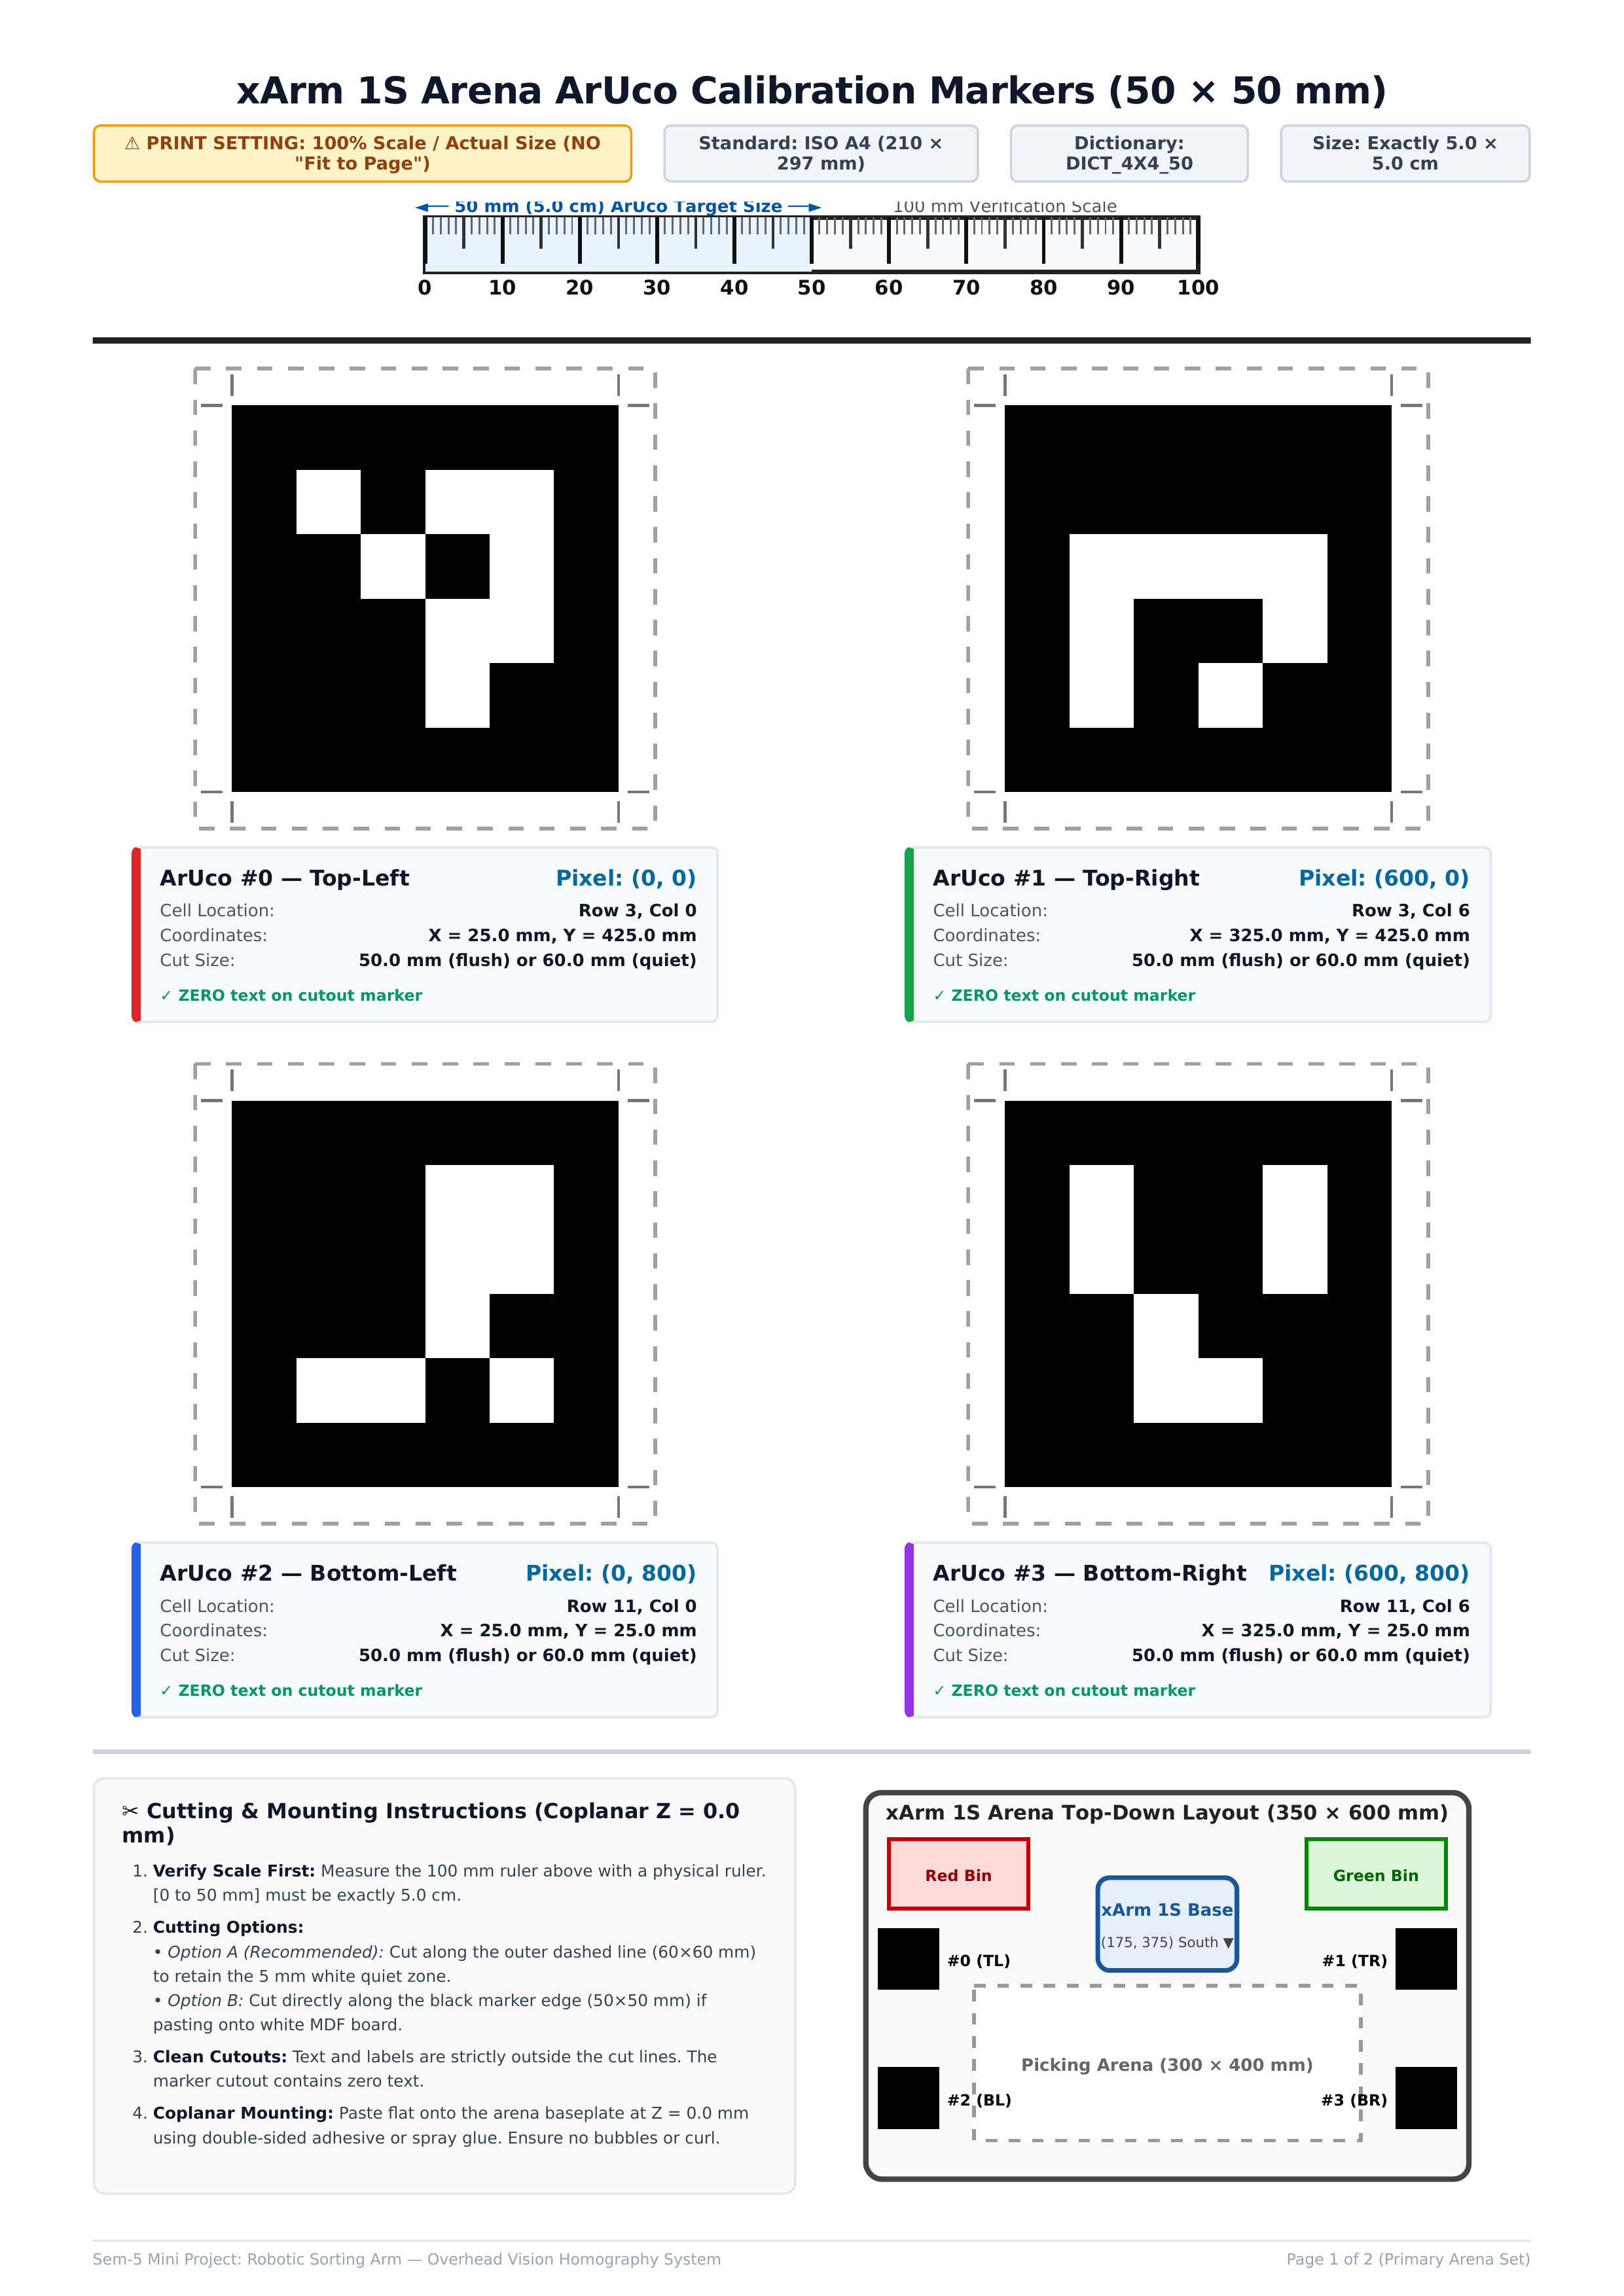 xArm 1S Arena ArUco Calibration Markers (50 × 50 mm)
⚠ PRINT SETTING: 100% Scale / Actual Size (NO
"Fit to Page")
Standard: ISO A4 (210 ×
297 mm)
Dictionary:
DICT_4X4_50
Size: Exactly 5.0 ×
5.0 cm
50 mm (5.0 cm) ArUco Target Size
100 mm Verification Scale
0 10 20 30 40 50 60 70 80 90 100
ArUco #0 — Top-Left Pixel: (0, 0)
Cell Location: Row 3, Col 0
Coordinates: X = 25.0 mm, Y = 425.0 mm
Cut Size: 50.0 mm (flush) or 60.0 mm (quiet)
✓ ZERO text on cutout marker
ArUco #1 — Top-Right Pixel: (600, 0)
Cell Location: Row 3, Col 6
Coordinates: X = 325.0 mm, Y = 425.0 mm
Cut Size: 50.0 mm (flush) or 60.0 mm (quiet)
✓ ZERO text on cutout marker
ArUco #2 — Bottom-Left Pixel: (0, 800)
Cell Location: Row 11, Col 0
Coordinates: X = 25.0 mm, Y = 25.0 mm
Cut Size: 50.0 mm (flush) or 60.0 mm (quiet)
✓ ZERO text on cutout marker
ArUco #3 — Bottom-Right Pixel: (600, 800)
Cell Location: Row 11, Col 6
Coordinates: X = 325.0 mm, Y = 25.0 mm
Cut Size: 50.0 mm (flush) or 60.0 mm (quiet)
✓ ZERO text on cutout marker
✂ Cutting & Mounting Instructions (Coplanar Z = 0.0
mm)
1. Verify Scale First: Measure the 100 mm ruler above with a physical ruler.
[0 to 50 mm] must be exactly 5.0 cm.
2. Cutting Options:
• Option A (Recommended): Cut along the outer dashed line (60×60 mm)
to retain the 5 mm white quiet zone.
• Option B: Cut directly along the black marker edge (50×50 mm) if
pasting onto white MDF board.
3. Clean Cutouts: Text and labels are strictly outside the cut lines. The
marker cutout contains zero text.
4. Coplanar Mounting: Paste flat onto the arena baseplate at Z = 0.0 mm
using double-sided adhesive or spray glue. Ensure no bubbles or curl.
xArm 1S Arena Top-Down Layout (350 × 600 mm)
Red Bin
Green Bin
xArm 1S Base
(175, 375) South ▼
#0 (TL)
#1 (TR)
Picking Arena (300 × 400 mm)
#2 (BL)
#3 (BR)
Sem-5 Mini Project: Robotic Sorting Arm — Overhead Vision Homography System
Page 1 of 2 (Primary Arena Set)